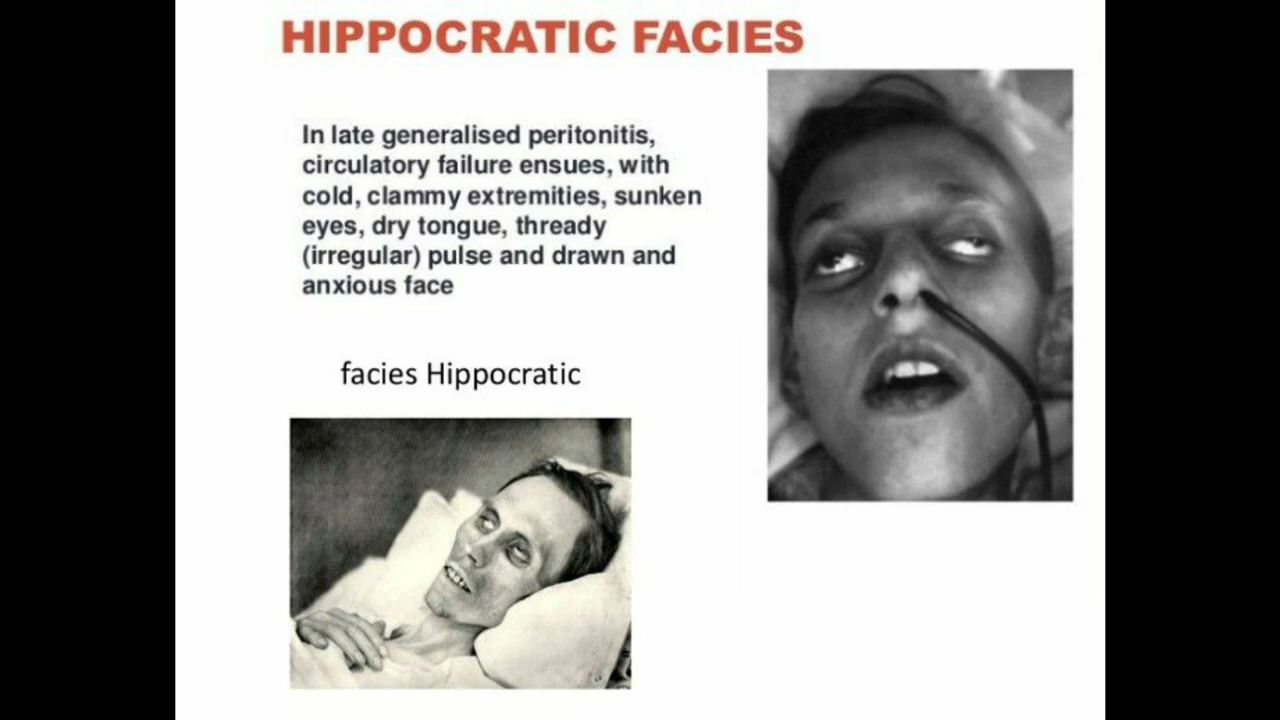 HIPPOCRATIC FACIES
In late generalised peritonitis,
circulatory failure ensues, with
cold, clammy extremities, sunken
eyes, dry tongue, thready
(irregular) pulse and drawn and
anxious face
facies Hippocratic